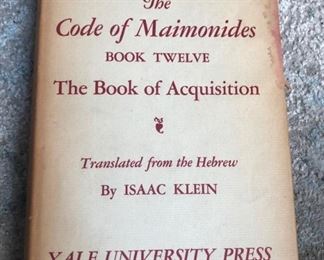 The
Code of Maimonides
BOOK TWELVE
The Book of Acquisition
Translated from the Hebrew
By ISAAC KLEIN
YALE UNIVERSITY PRESS